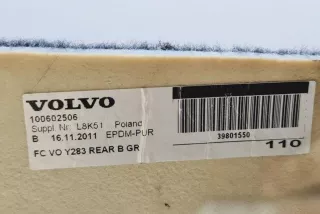 VOLVO
100602506
Suppl. Nr: L8K51 Poland
B 16.11.2011 EPDM-PUR
FC VO Y283 REAR B GR
39801550
110